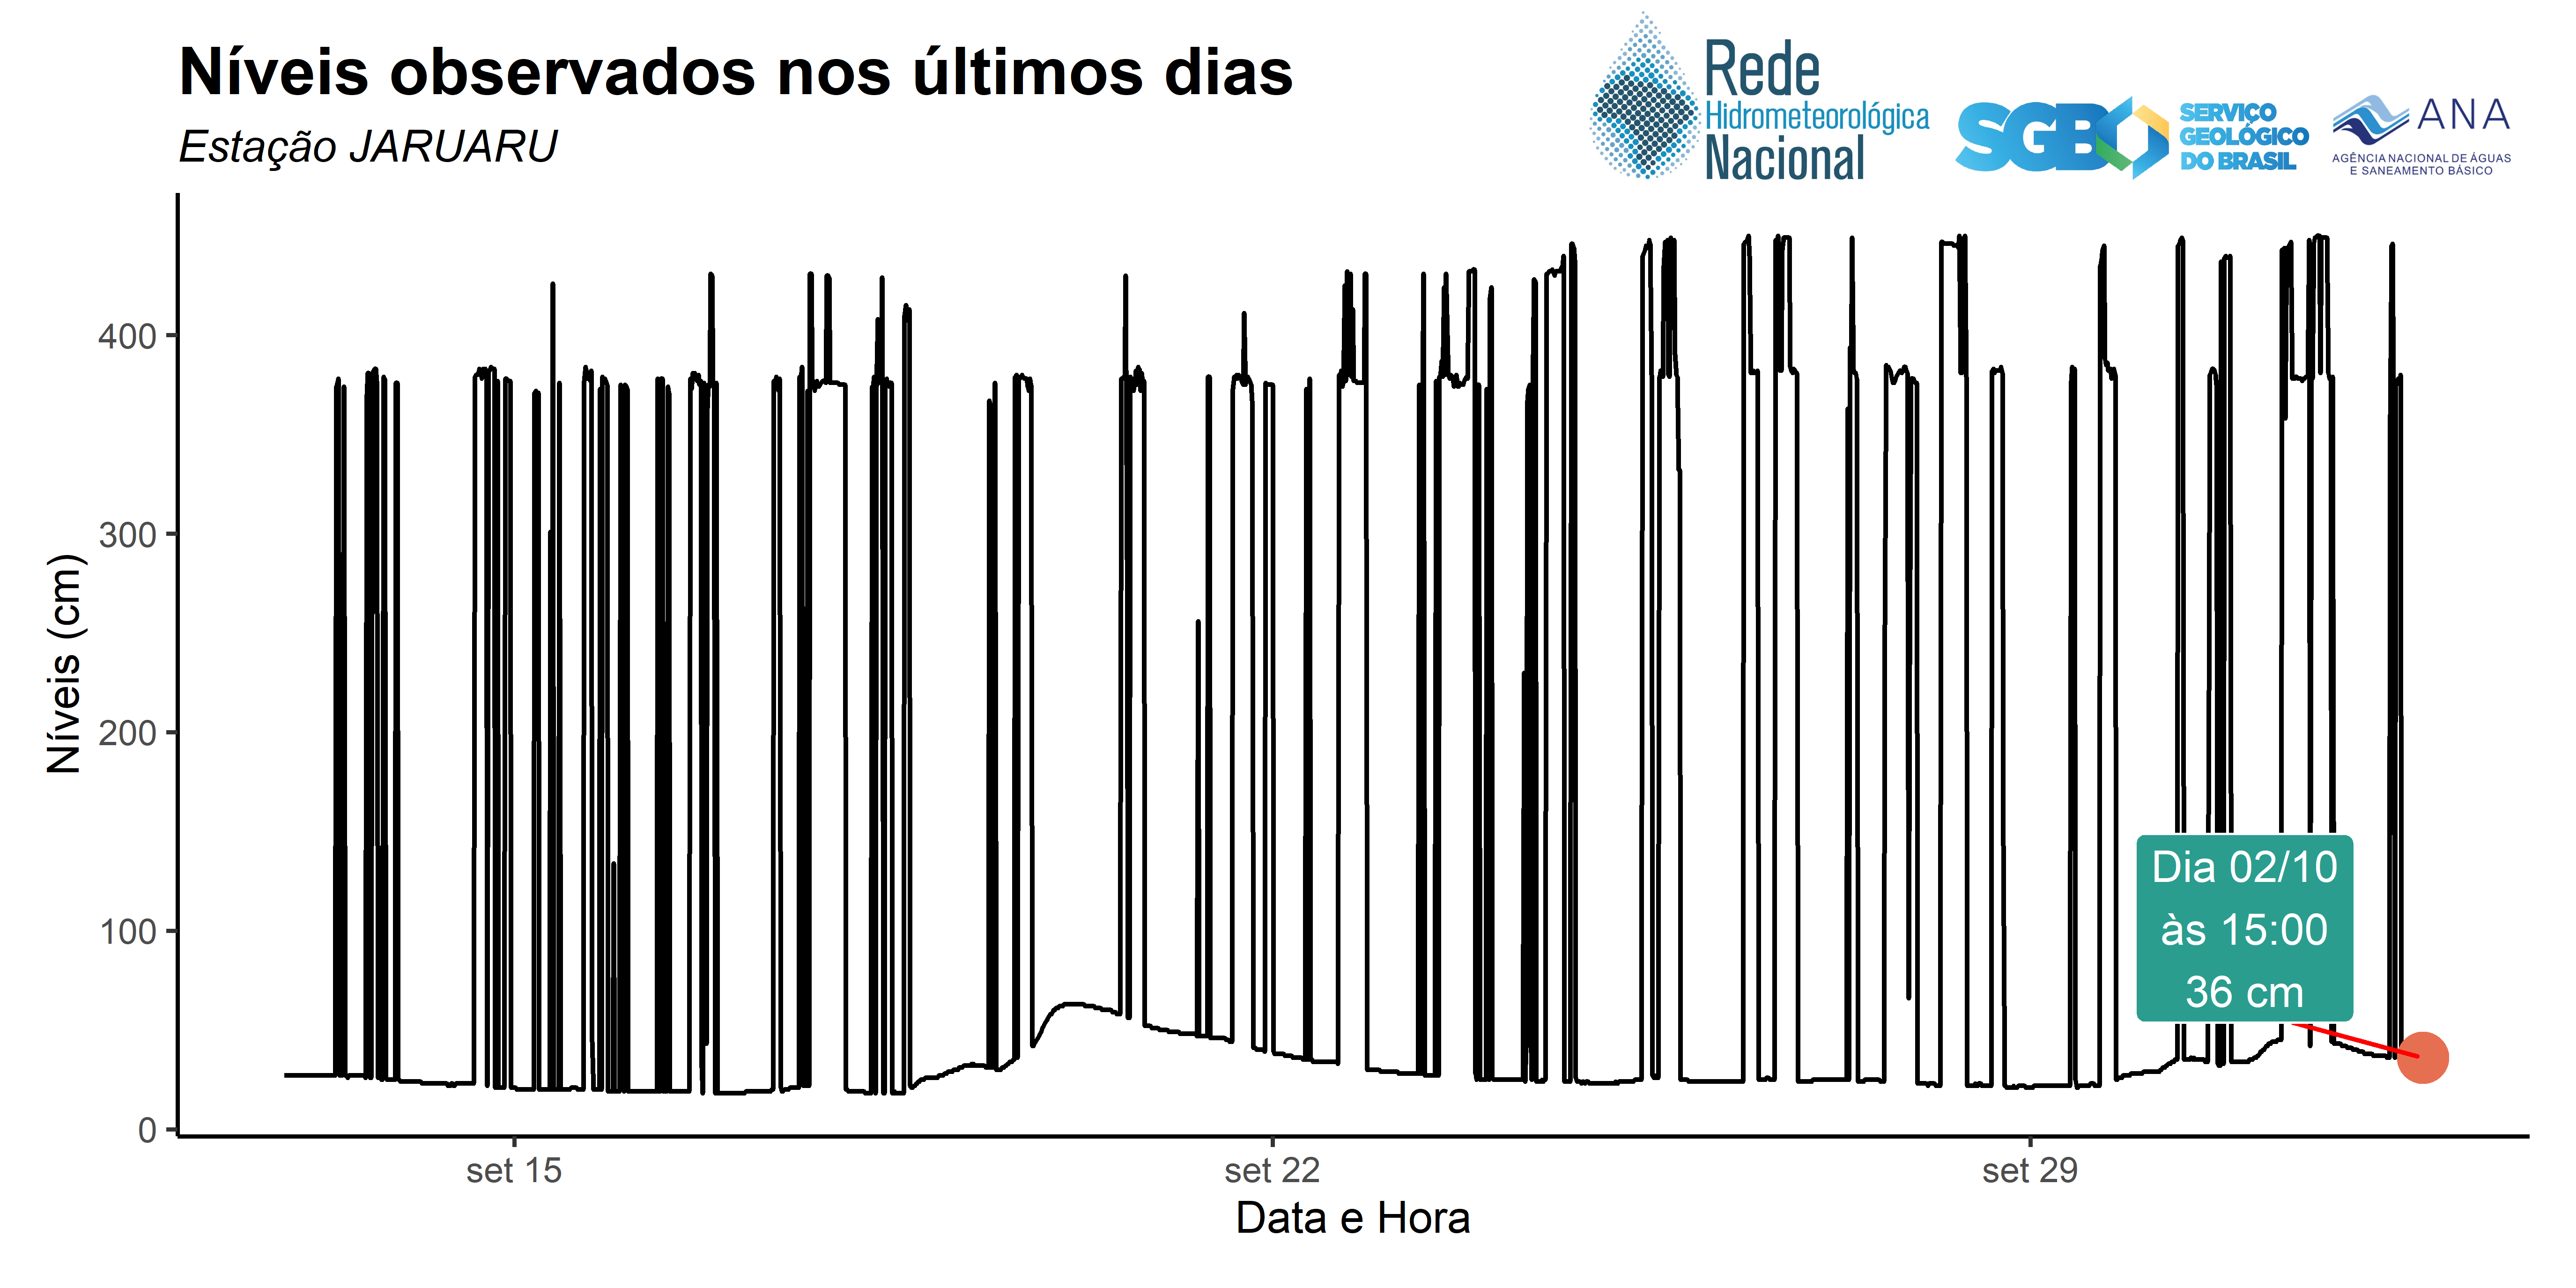 Níveis observados nos últimos dias
Estação JARUARU
Rede
Hidrometeorológica
Nacional
SGB
SERVIÇO
GEOLÓGICO
DO BRASIL
ANA
AGÊNCIA NACIONAL DE ÁGUAS
E SANEAMENTO BÁSICO
Níveis (cm)
400
300
200
100
0
Dia 02/10
às 15:00
36 cm
set 15
set 22
set 29
Data e Hora